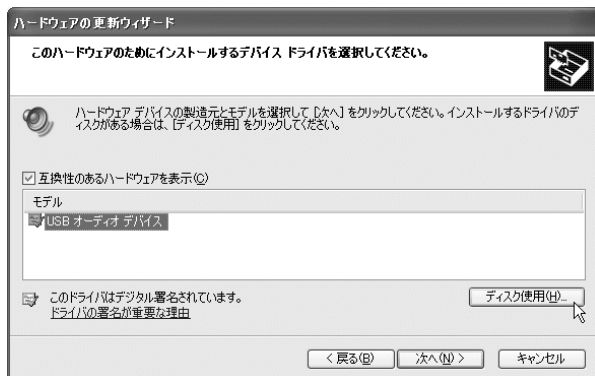 ハードウェアの更新ウィザード
このハードウェアのためにインストールするデバイス ドライバを選択してください。
ハードウェア デバイスの製造元とモデルを選択して [次へ] をクリックしてください。インストールするドライバのデ
ィスクがある場合は、[ディスク使用] をクリックしてください。
互換性のあるハードウェアを表示(C)
モデル
USB オーディオ デバイス
このドライバはデジタル署名されています。
ドライバの署名が重要な理由
ディスク使用(H)...
< 戻る(B)
次へ(N) >
キャンセル